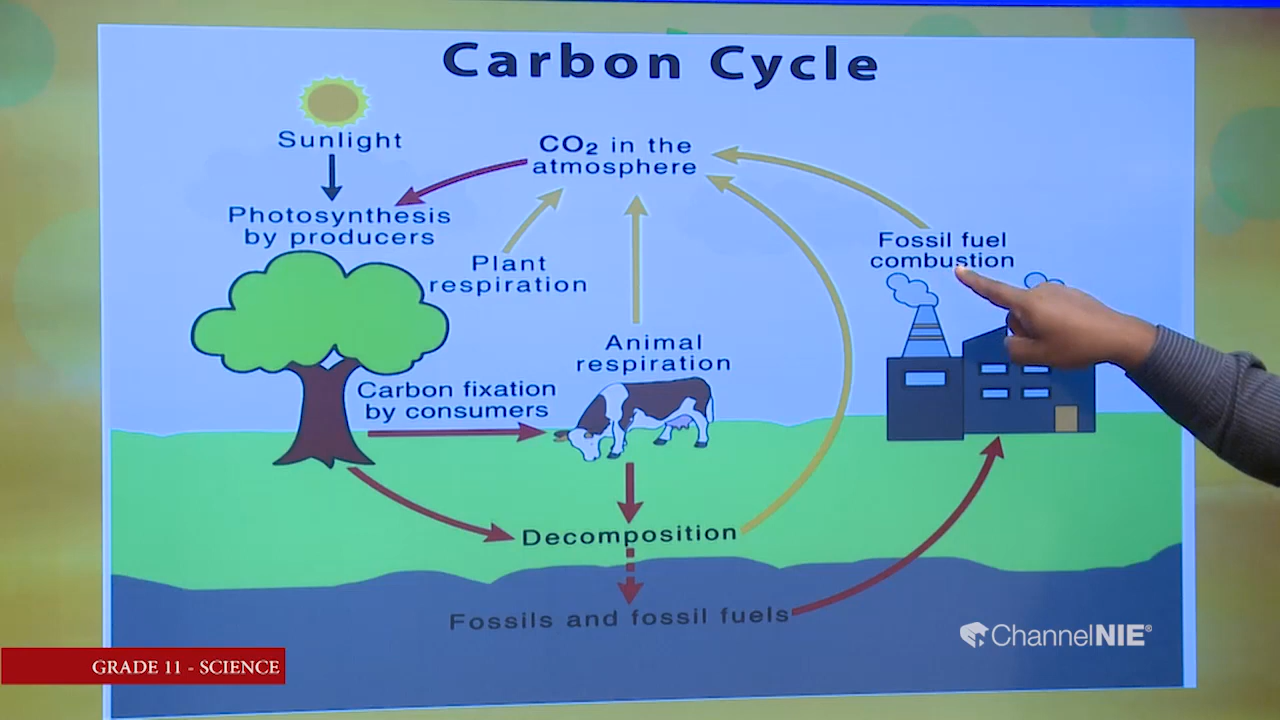 Carbon Cycle
Sunlight
CO₂ in the
atmosphere
Photosynthesis
by producers
Plant
respiration
Fossil fuel
combustion
Animal
respiration
Carbon fixation
by consumers
Decomposition
Fossils and fossil fuels
ChannelNIE®
GRADE 11 - SCIENCE